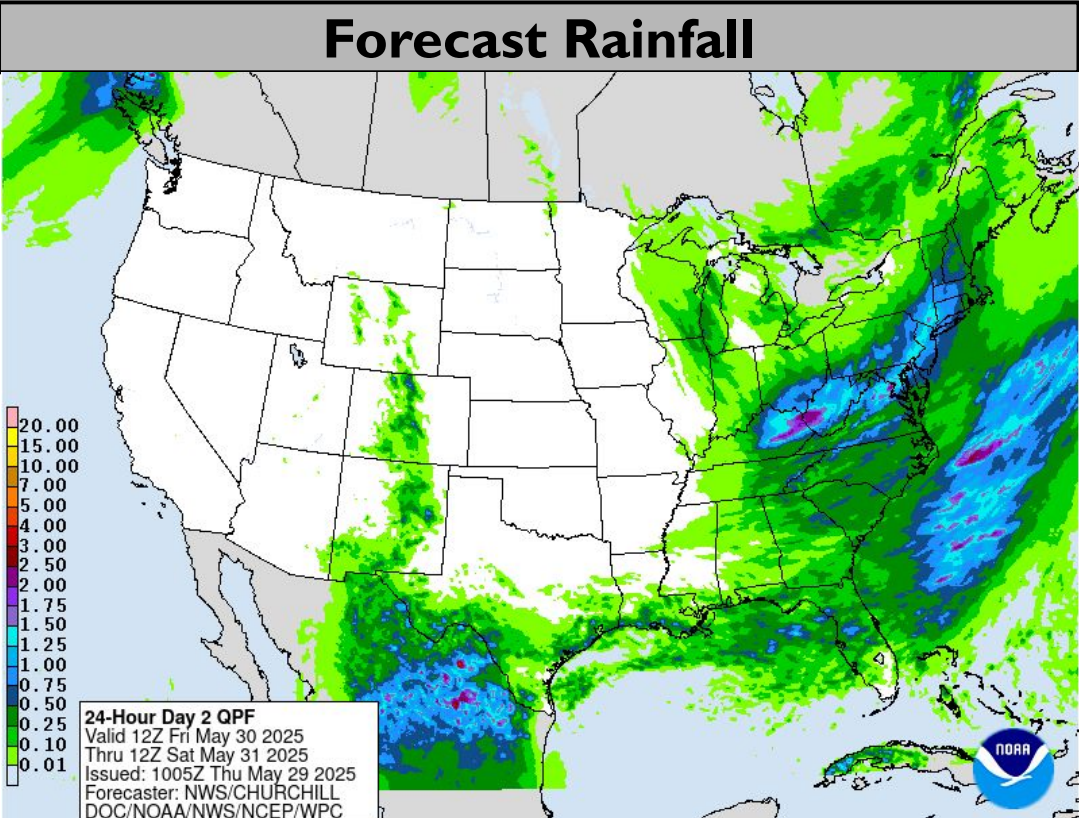 Forecast Rainfall
20.00
15.00
10.00
7.00
5.00
4.00
3.00
2.50
2.00
1.75
1.50
1.25
1.00
0.75
0.50
0.25
0.10
0.01
24-Hour Day 2 QPF
Valid 12Z Fri May 30 2025
Thru 12Z Sat May 31 2025
Issued: 1005Z Thu May 29 2025
Forecaster: NWS/CHURCHILL
DOC/NOAA/NWS/NCEP/WPC
NOAA